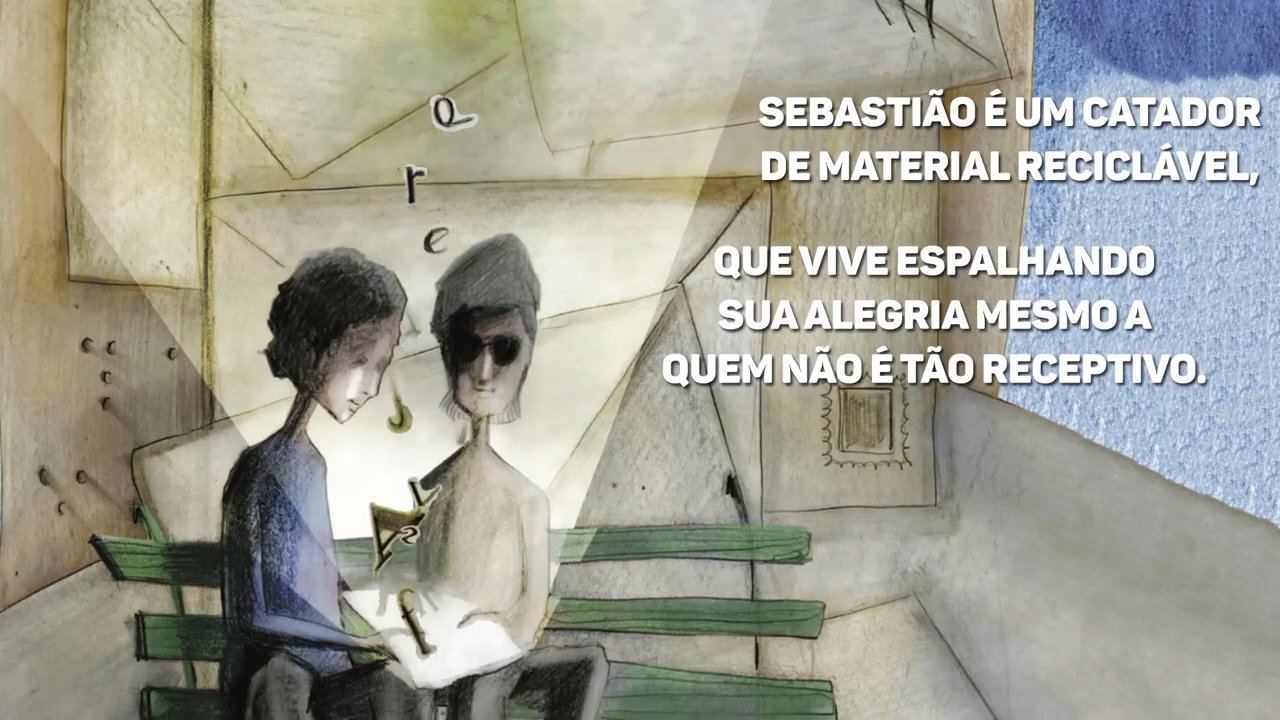 SEBASTIÃO É UM CATADOR
DE MATERIAL RECICLÁVEL,
QUE VIVE ESPALHANDO
SUA ALEGRIA MESMO A
QUEM NÃO É TÃO RECEPTIVO.
a
r
e
J
f